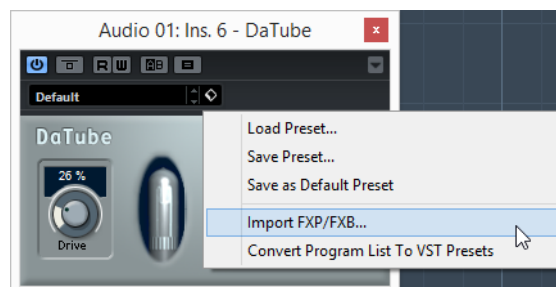 Audio 01: Ins. 6 - DaTube
x
R W AB
Default
DaTube
26 %
Drive
Load Preset...
Save Preset...
Save as Default Preset
Import FXP/FXB...
Convert Program List To VST Presets